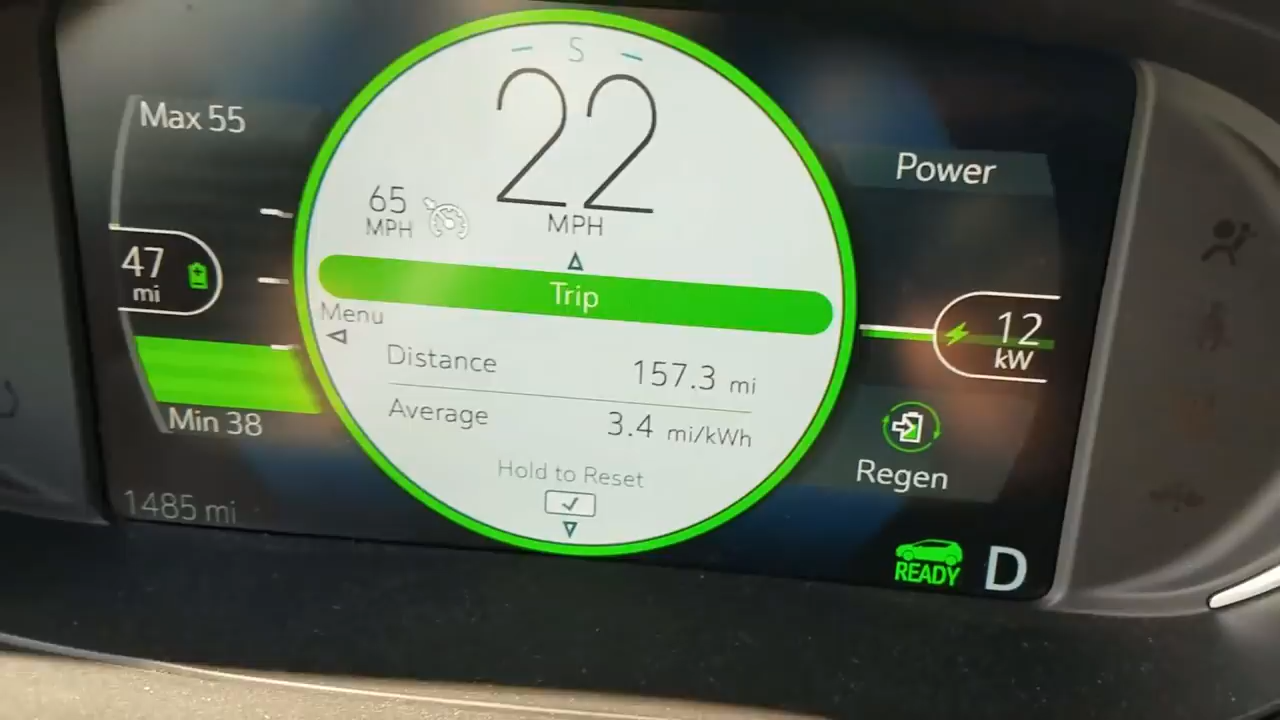 S
22
MPH
65
MPH
Trip
Menu
Distance 157.3 mi
Average 3.4 mi/kWh
Hold to Reset
Max 55
47
mi
Min 38
1485 mi
Power
12
kW
Regen
READY D